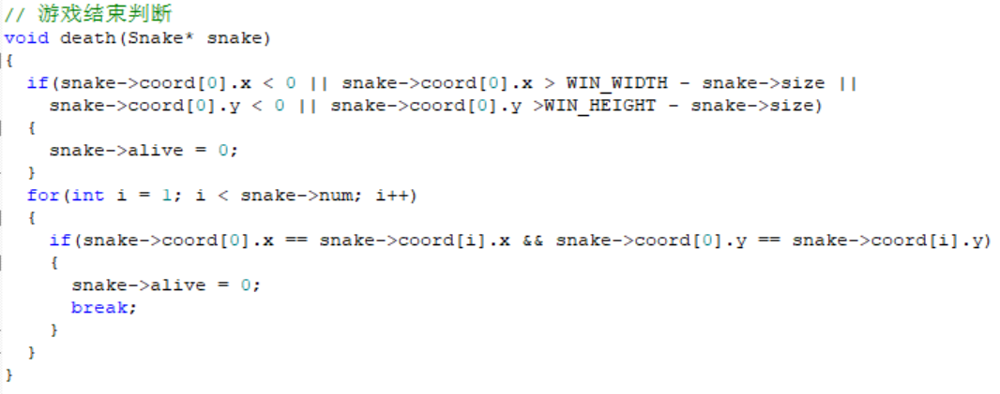 // 游戏结束判断
void death(Snake* snake)
{
if(snake->coord[0].x < 0 || snake->coord[0].x > WIN_WIDTH - snake->size ||
snake->coord[0].y < 0 || snake->coord[0].y >WIN_HEIGHT - snake->size)
{
snake->alive = 0;
}
for(int i = 1; i < snake->num; i++)
{
if(snake->coord[0].x == snake->coord[i].x && snake->coord[0].y == snake->coord[i].y)
{
snake->alive = 0;
break;
}
}
}